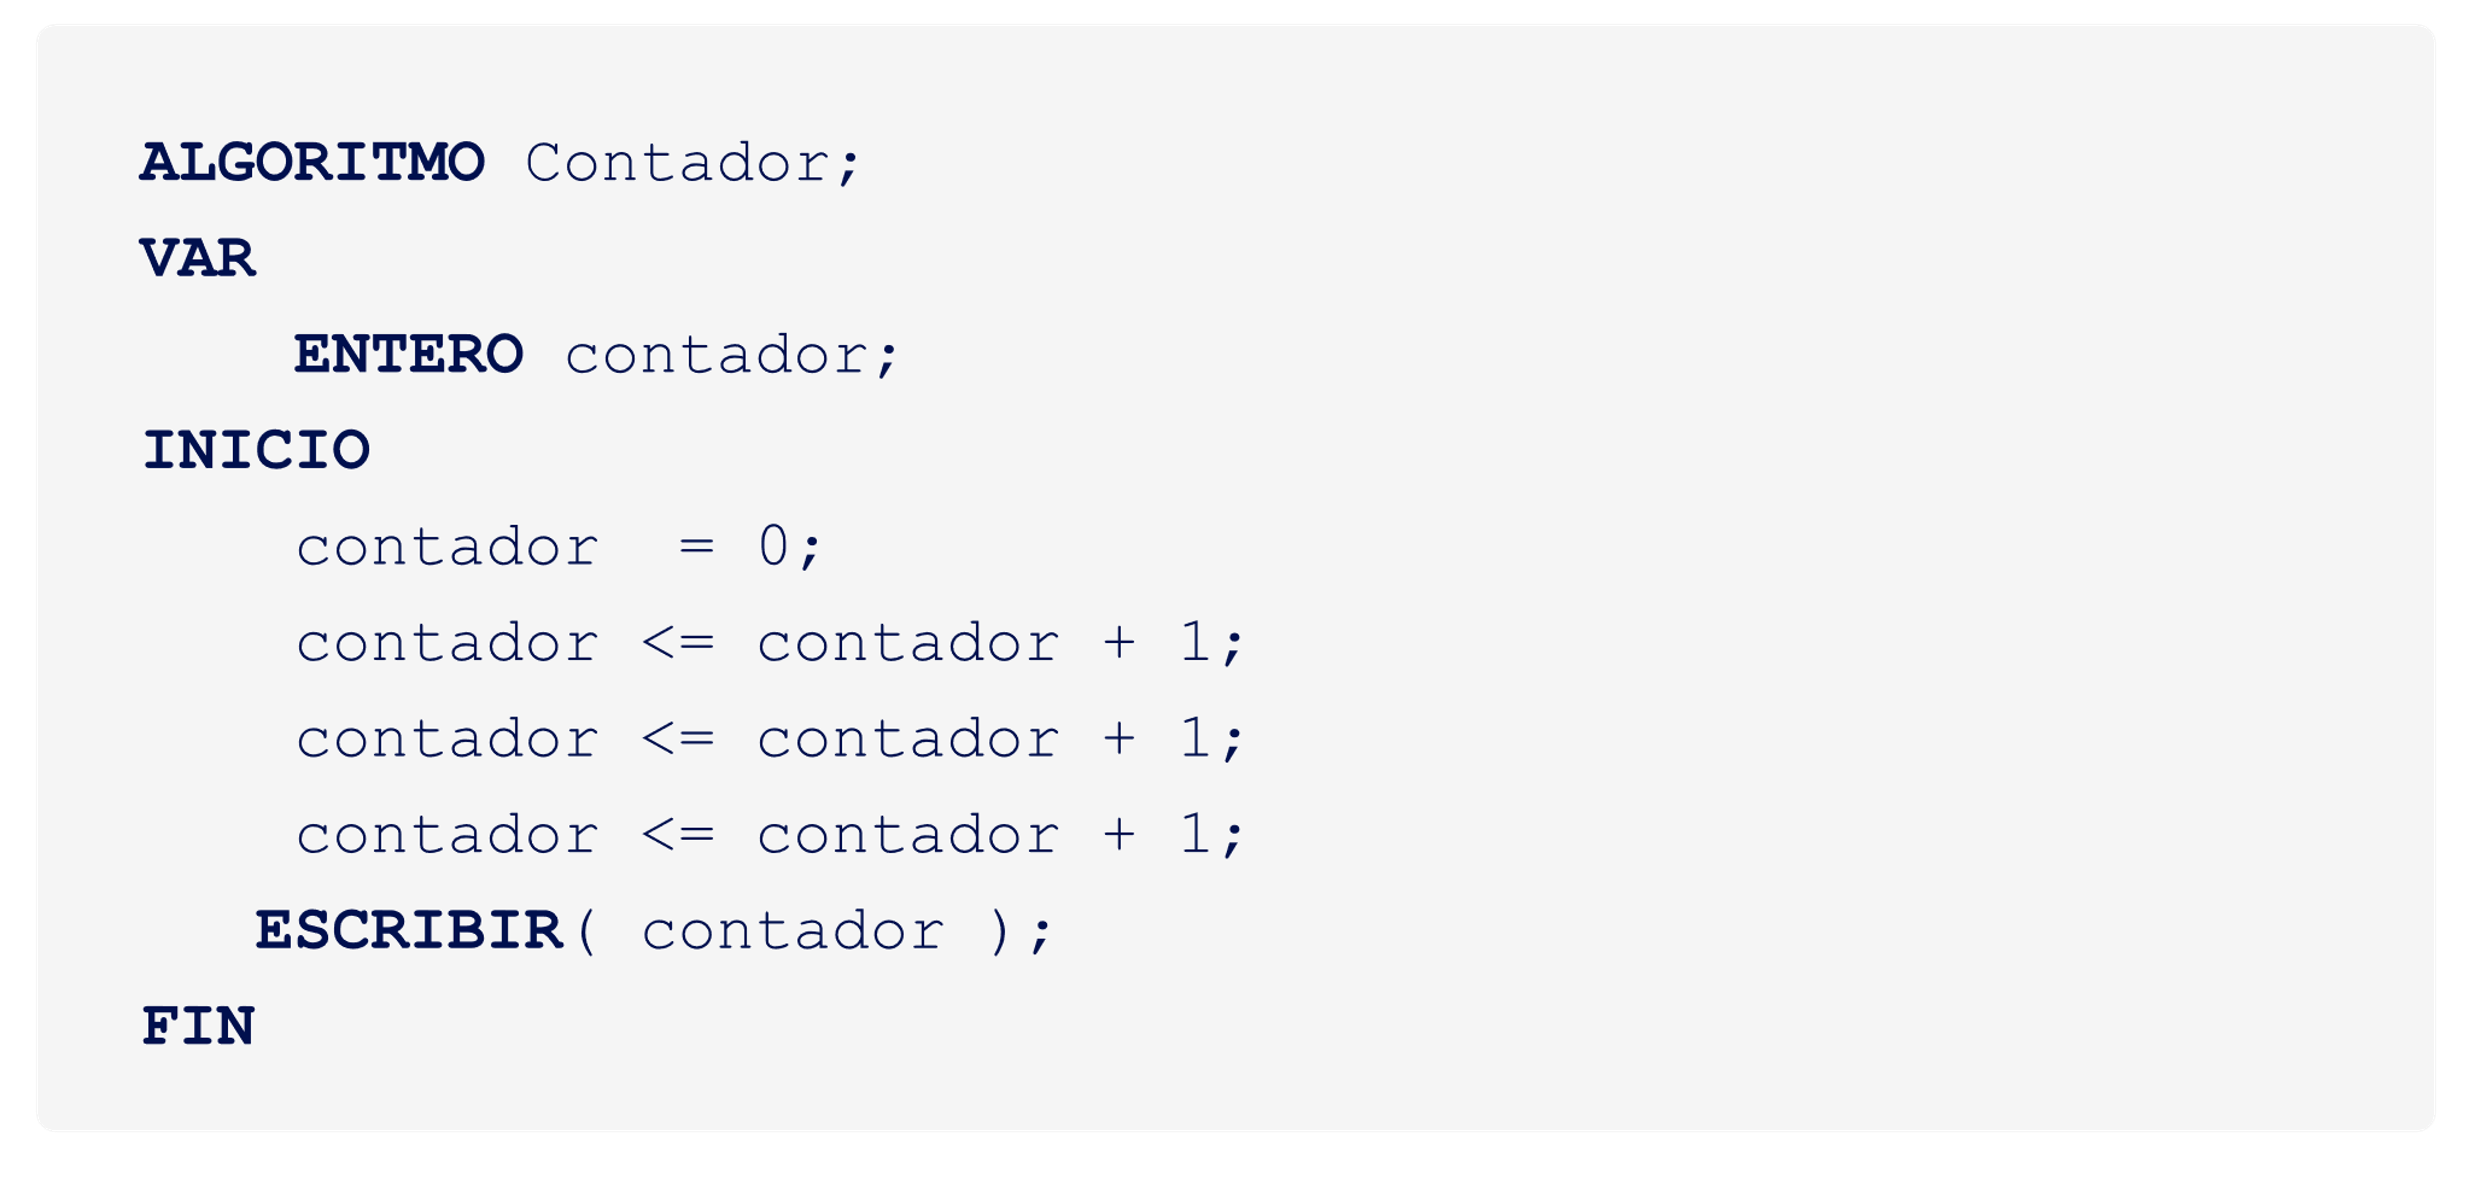 ALGORITMO Contador;
VAR
    ENTERO contador;
INICIO
    contador  = 0;
    contador <= contador + 1;
    contador <= contador + 1;
    contador <= contador + 1;
   ESCRIBIR( contador );
FIN